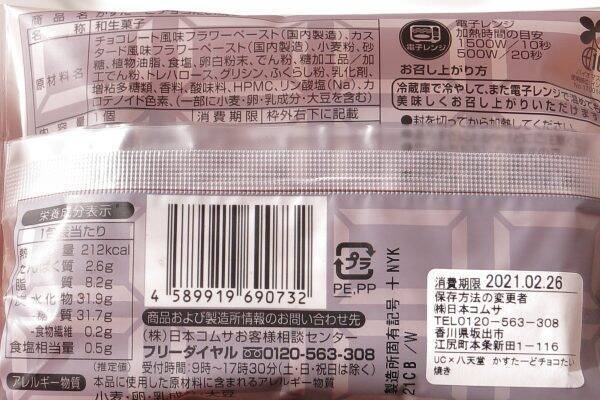 名称 和生菓子
原材料名
チョコレート風味フラワーペースト(国内製造)、カス
タード風味フラワーペースト(国内製造)、小麦粉、砂
糖、植物油脂、食塩、卵白粉末、でん粉、糖加工品/加
工でん粉、トレハロース、グリシン、ふくらし粉、乳化剤、
増粘多糖類、香料、酸味料、HPMC、リン酸塩(Na)、カ
ロテノイド色素、(一部に小麦・卵・乳成分・大豆を含む)
内容量 1個 消費期限 枠外右下に記載
電子レンジ
電子レンジ
加熱時間の目安
1500W/10秒
500W/20秒
お召し上がり方
冷蔵庫で冷やして、また電子レンジで温めて
美味しくお召し上がりいただけます
●封を切ってから加熱してください。
栄養成分表示
1個当たり
熱量 212kcal
たんぱく質 2.6g
脂質 8.2g
炭水化物 31.9g
糖質 31.7g
食物繊維 0.2g
食塩相当量 0.5g
(推定値)
アレルギー物質
4 589919 690732
プラ
PE,PP
商品および製造所情報のお問い合わせ先
(株)日本コムサお客様相談センター
フリーダイヤル 0120-563-308
受付時間:9時〜17時30分(土・日・祝日は除く)
本品に使用した原材料に含まれるアレルギー物質
小麦・卵・乳成分・大豆
製造所固有記号 +NYK
21CB/W
消費期限 2021.02.26
保存方法の変更者
㈱日本コムサ
TEL0120-563-308
香川県坂出市
江尻町本条新田1-116
UC×八天堂 かすたーどチョコたい
焼き